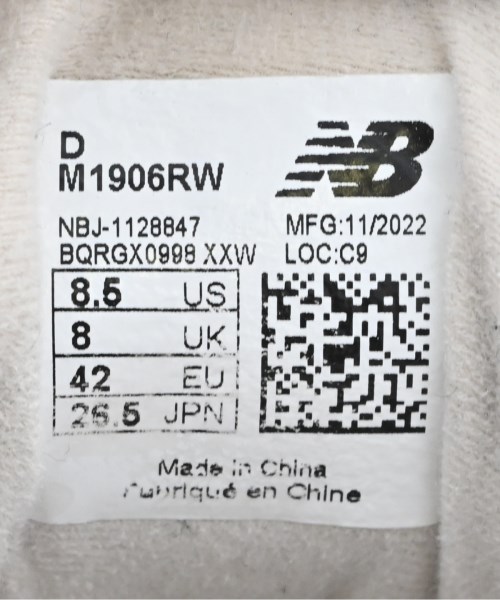 D
M1906RW
NB
NBJ-1128847
MFG:11/2022
BQRGX0998 XXW
LOC:C9
8.5 US
8 UK
42 EU
26.5 JPN
Made in China
Fabriqué en Chine